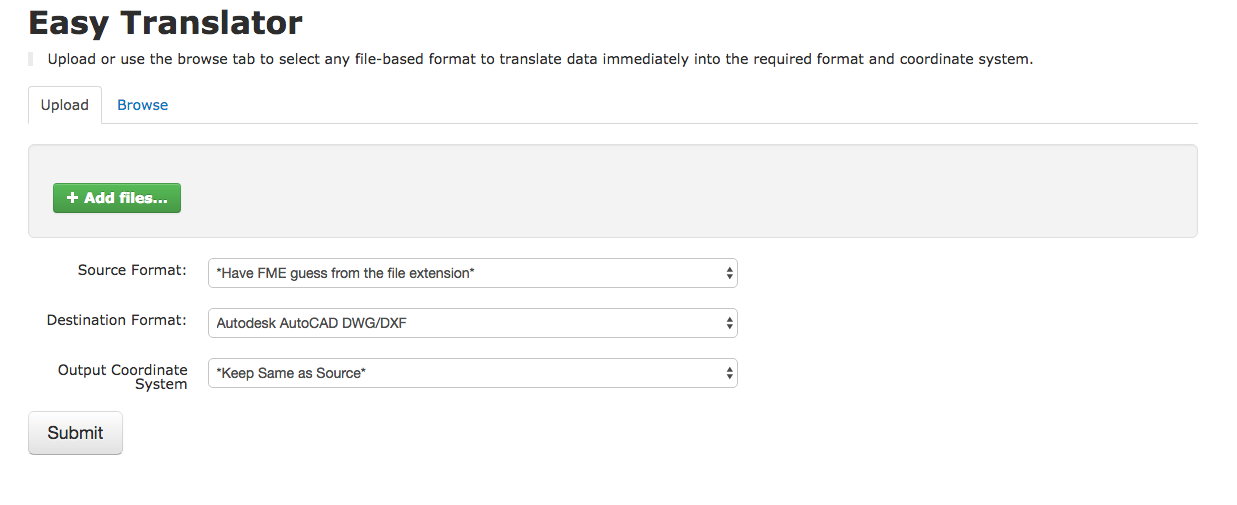 Easy Translator
Upload or use the browse tab to select any file-based format to translate data immediately into the required format and coordinate system.
Upload Browse
+ Add files...
Source Format: *Have FME guess from the file extension*
Destination Format: Autodesk AutoCAD DWG/DXF
Output Coordinate System *Keep Same as Source*
Submit